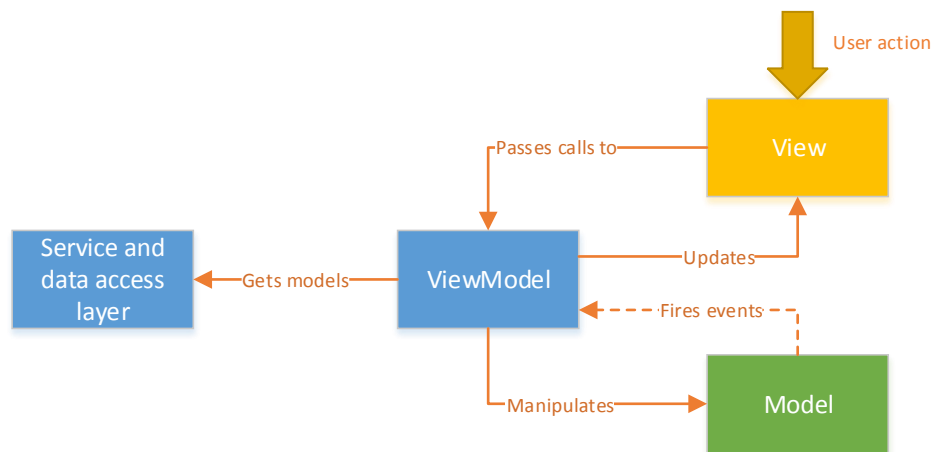 User action
View
Passes calls to
Service and
data access
layer
Gets models
ViewModel
Updates
Fires events
Manipulates
Model